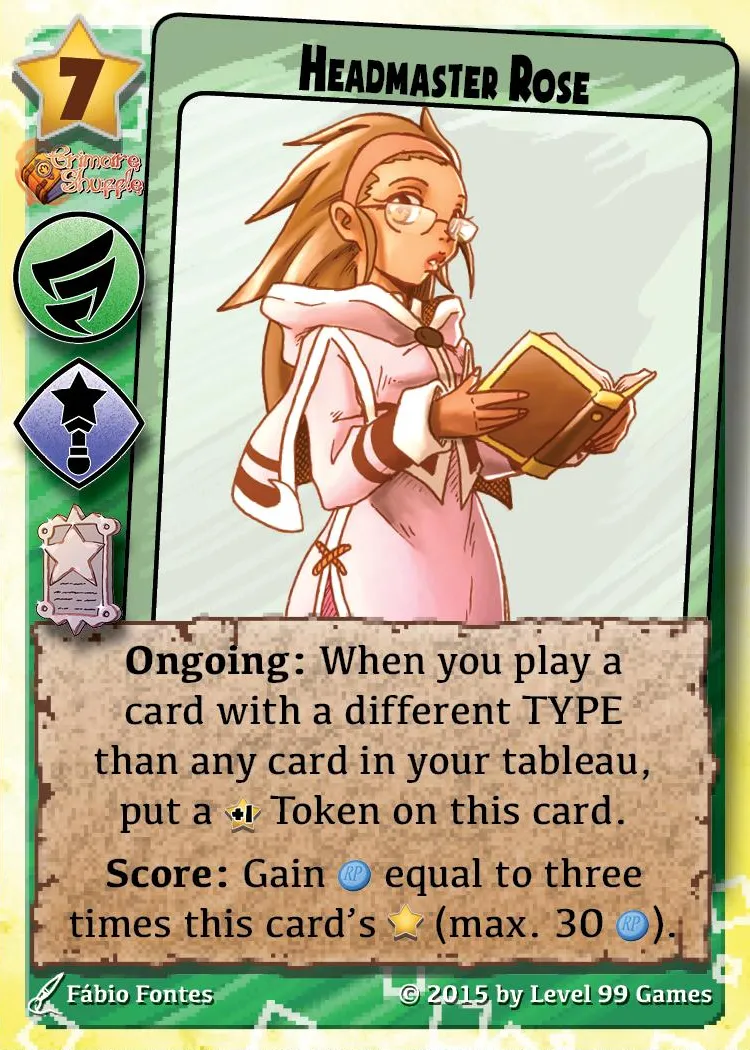 7
HEADMASTER ROSE
Grimoire
Shuffle
Ongoing: When you play a
card with a different TYPE
than any card in your tableau,
put a +1 Token on this card.
Score: Gain RP equal to three
times this card's (max. 30 RP).
Fábio Fontes
© 2015 by Level 99 Games